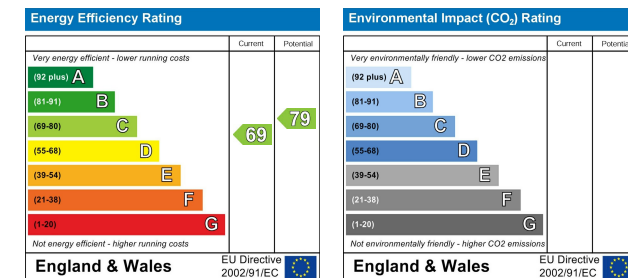 Energy Efficiency Rating
Current Potential
Very energy efficient - lower running costs
(92 plus) A
(81-91) B
(69-80) C
(55-68) D
(39-54) E
(21-38) F
(1-20) G
69
79
Not energy efficient - higher running costs
England & Wales
EU Directive
2002/91/EC
Environmental Impact (CO2) Rating
Current Potentia
Very environmentally friendly - lower CO2 emissions
(92 plus) A
(81-91) B
(69-80) C
(55-68) D
(39-54) E
(21-38) F
(1-20) G
Not environmentally friendly - higher CO2 emissions
England & Wales
EU Directive
2002/91/EC